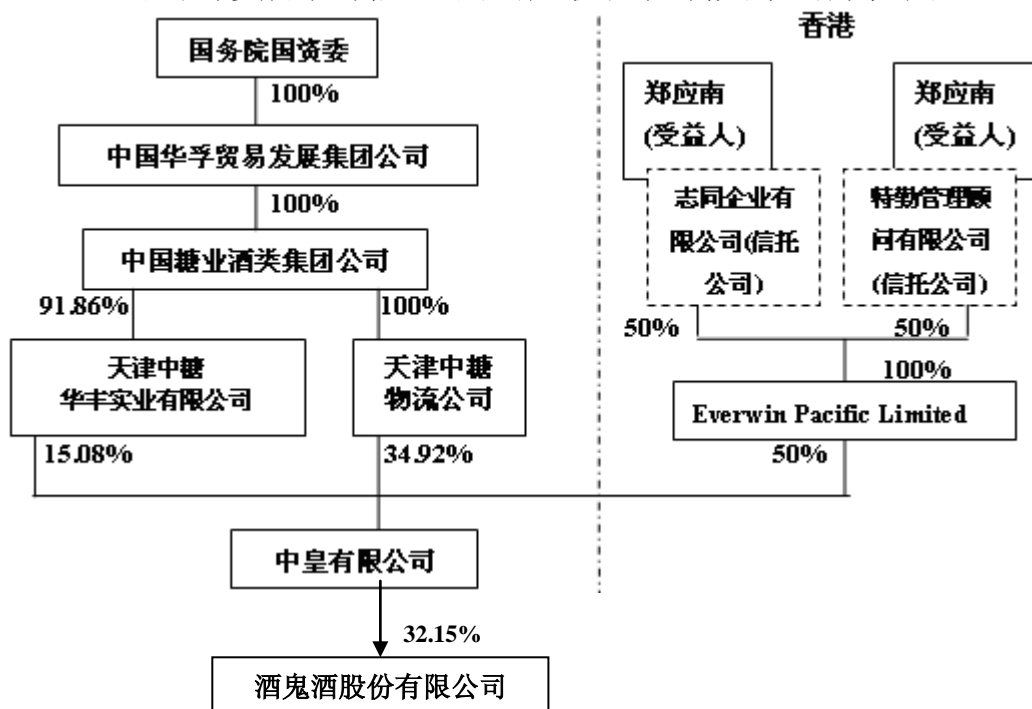 香港
国务院国资委
100%
中国华孚贸易发展集团公司
100%
中国糖业酒类集团公司
91.86%
100%
天津中糖
华丰实业有限公司
天津中糖
物流公司
15.08%
34.92%
郑应南
(受益人)
郑应南
(受益人)
志同企业有
限公司(信托
公司)
特勤管理顾
问有限公司
(信托公司)
50%
50%
100%
Everwin Pacific Limited
50%
中皇有限公司
32.15%
酒鬼酒股份有限公司